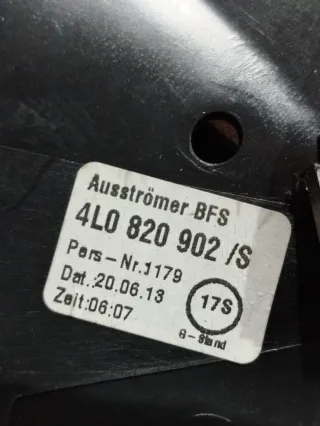 Ausströmer BFS
4L0 820 902 /S
Pers-Nr.:1179
Dat.:20.06.13
Zeit:06:07
17S
G-Stand